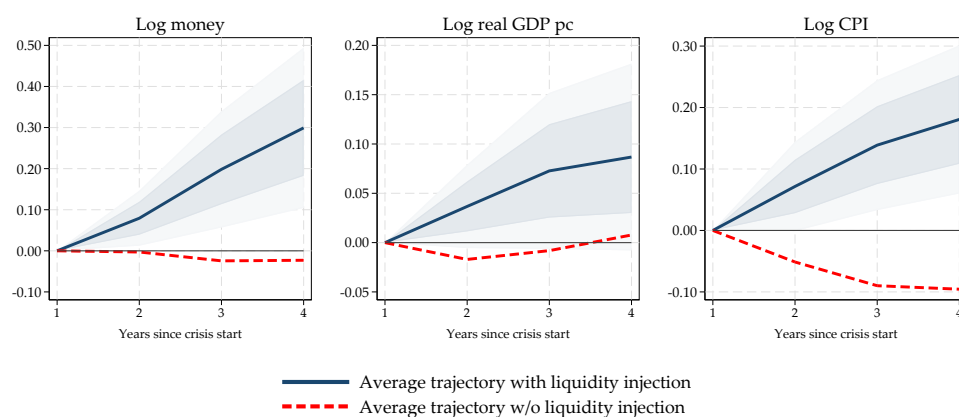 Log money
0.50
0.40
0.30
0.20
0.10
0.00
-0.10
1 2 3 4
Years since crisis start
Log real GDP pc
0.20
0.15
0.10
0.05
0.00
-0.05
1 2 3 4
Years since crisis start
Log CPI
0.30
0.20
0.10
0.00
-0.10
1 2 3 4
Years since crisis start
Average trajectory with liquidity injection
Average trajectory w/o liquidity injection